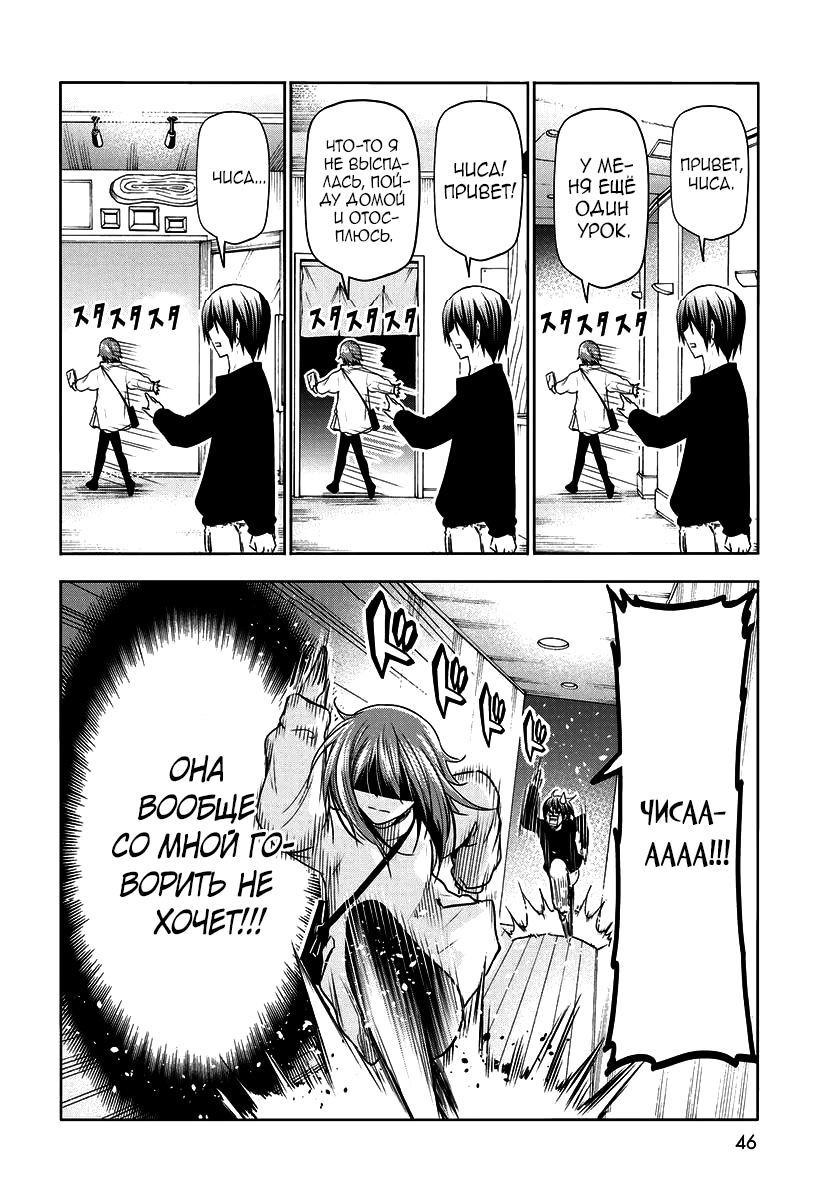 ПРИВЕТ,
ЧИСА.
У МЕ-
НЯ ЕЩЁ
ОДИН
УРОК.
スタスタスタ
ЧИСА!
ПРИВЕТ!
ЧТО-ТО Я
НЕ ВЫСПА-
ЛАСЬ, ПОЙ-
ДУ ДОМОЙ
И ОТОС-
ПЛЮСЬ.
スタスタスタ
ЧИСА...
スタスタスタ
ЧИСАА-
АААА!!!
ドドドドド
ОНА
ВООБЩЕ
СО МНОЙ ГО-
ВОРИТЬ НЕ
ХОЧЕТ!!!
46